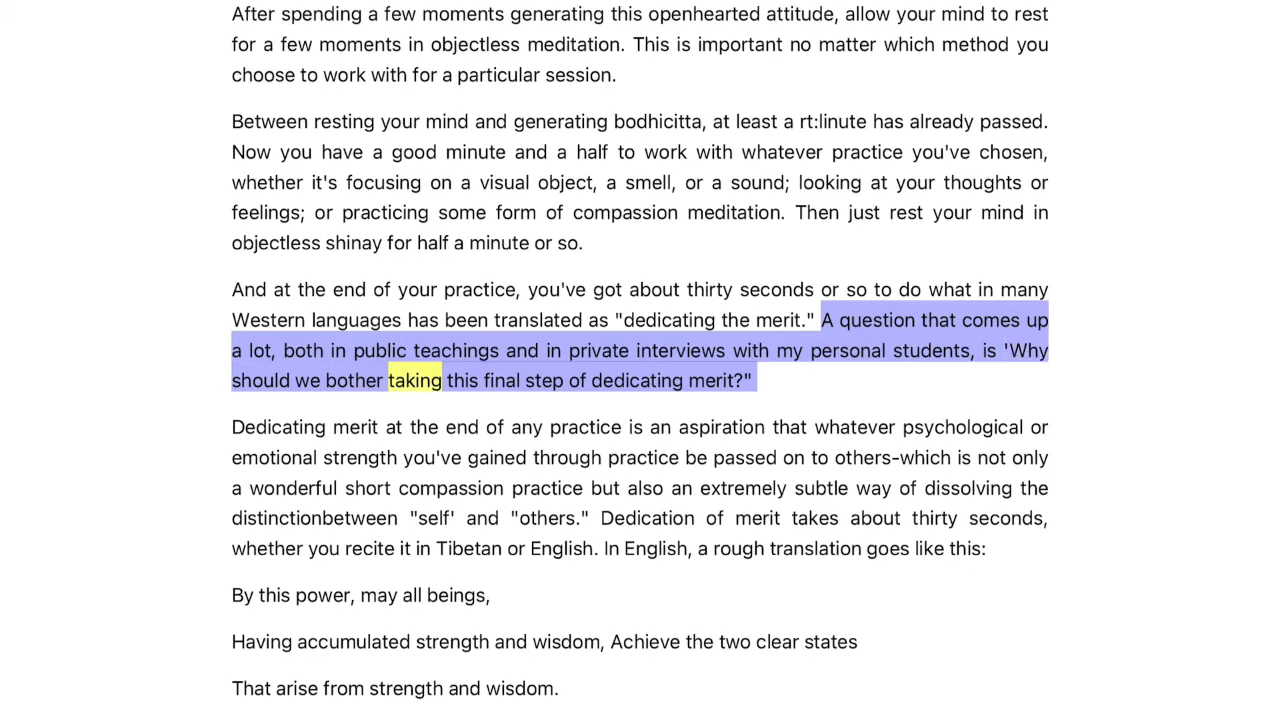 After spending a few moments generating this openhearted attitude, allow your mind to rest
for a few moments in objectless meditation. This is important no matter which method you
choose to work with for a particular session.
Between resting your mind and generating bodhicitta, at least a rt:linute has already passed.
Now you have a good minute and a half to work with whatever practice you've chosen,
whether it's focusing on a visual object, a smell, or a sound; looking at your thoughts or
feelings; or practicing some form of compassion meditation. Then just rest your mind in
objectless shinay for half a minute or so.
And at the end of your practice, you've got about thirty seconds or so to do what in many
Western languages has been translated as "dedicating the merit." A question that comes up
a lot, both in public teachings and in private interviews with my personal students, is 'Why
should we bother taking this final step of dedicating merit?"
Dedicating merit at the end of any practice is an aspiration that whatever psychological or
emotional strength you've gained through practice be passed on to others-which is not only
a wonderful short compassion practice but also an extremely subtle way of dissolving the
distinctionbetween "self' and "others." Dedication of merit takes about thirty seconds,
whether you recite it in Tibetan or English. In English, a rough translation goes like this:
By this power, may all beings,
Having accumulated strength and wisdom, Achieve the two clear states
That arise from strength and wisdom.